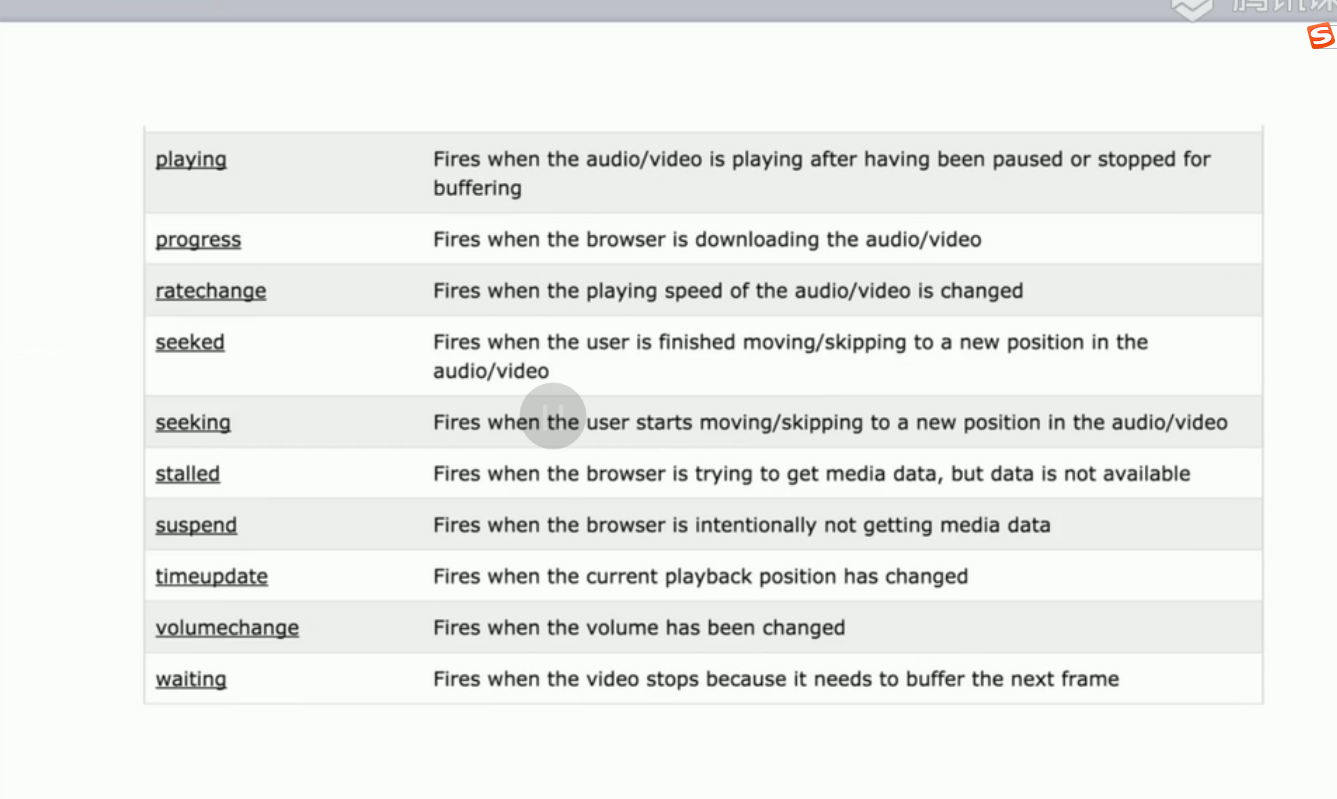 腾讯课
playing
Fires when the audio/video is playing after having been paused or stopped for
buffering
progress
Fires when the browser is downloading the audio/video
ratechange
Fires when the playing speed of the audio/video is changed
seeked
Fires when the user is finished moving/skipping to a new position in the
audio/video
seeking
Fires when the user starts moving/skipping to a new position in the audio/video
stalled
Fires when the browser is trying to get media data, but data is not available
suspend
Fires when the browser is intentionally not getting media data
timeupdate
Fires when the current playback position has changed
volumechange
Fires when the volume has been changed
waiting
Fires when the video stops because it needs to buffer the next frame